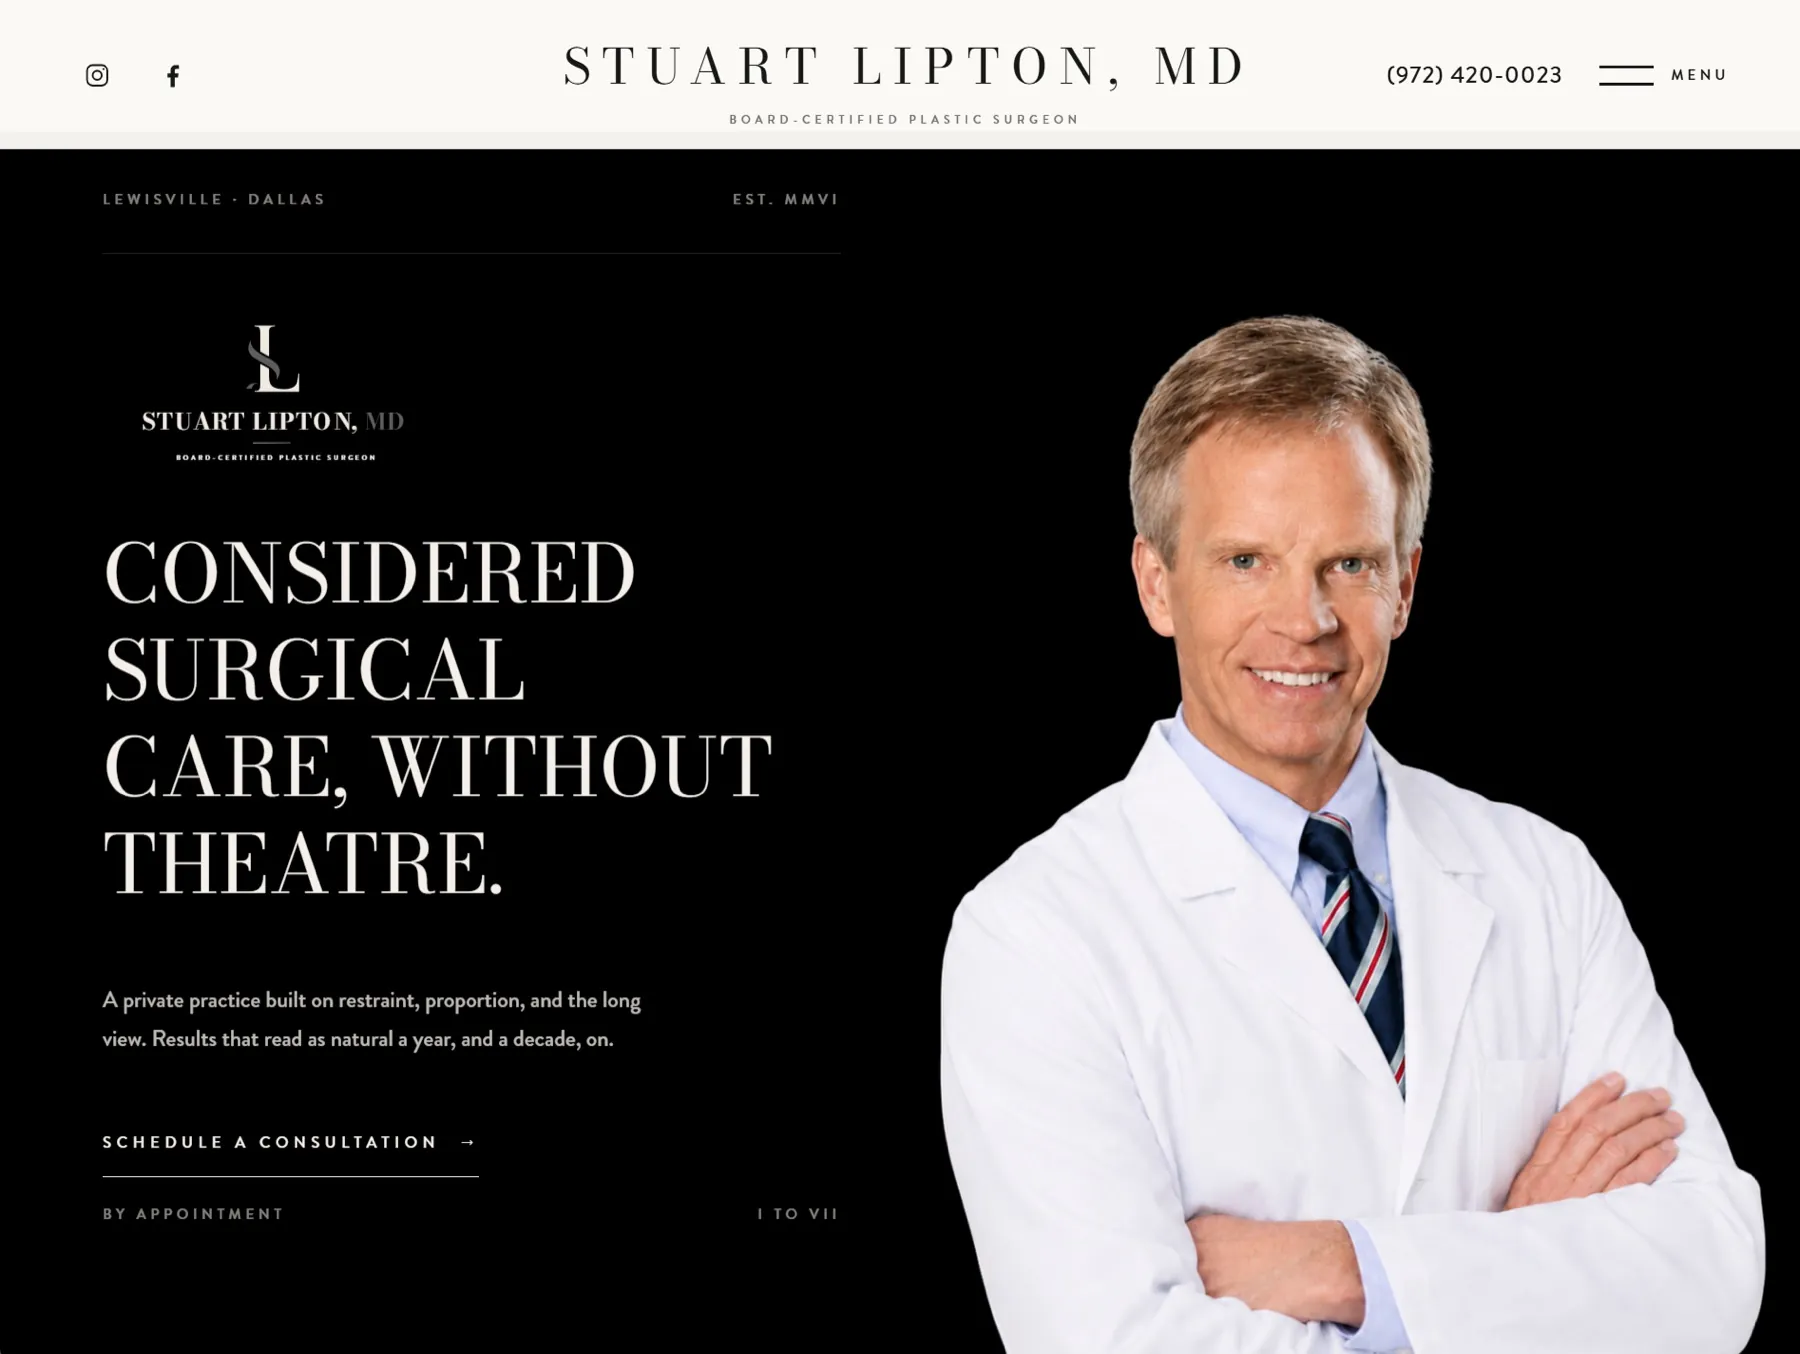 STUART LIPTON, MD
(972) 420-0023
MENU
BOARD-CERTIFIED PLASTIC SURGEON
LEWISVILLE · DALLAS
EST. MMVI
L
STUART LIPTON, MD
BOARD-CERTIFIED PLASTIC SURGEON
CONSIDERED
SURGICAL
CARE, WITHOUT
THEATRE.
A private practice built on restraint, proportion, and the long
view. Results that read as natural a year, and a decade, on.
SCHEDULE A CONSULTATION →
BY APPOINTMENT
I TO VII